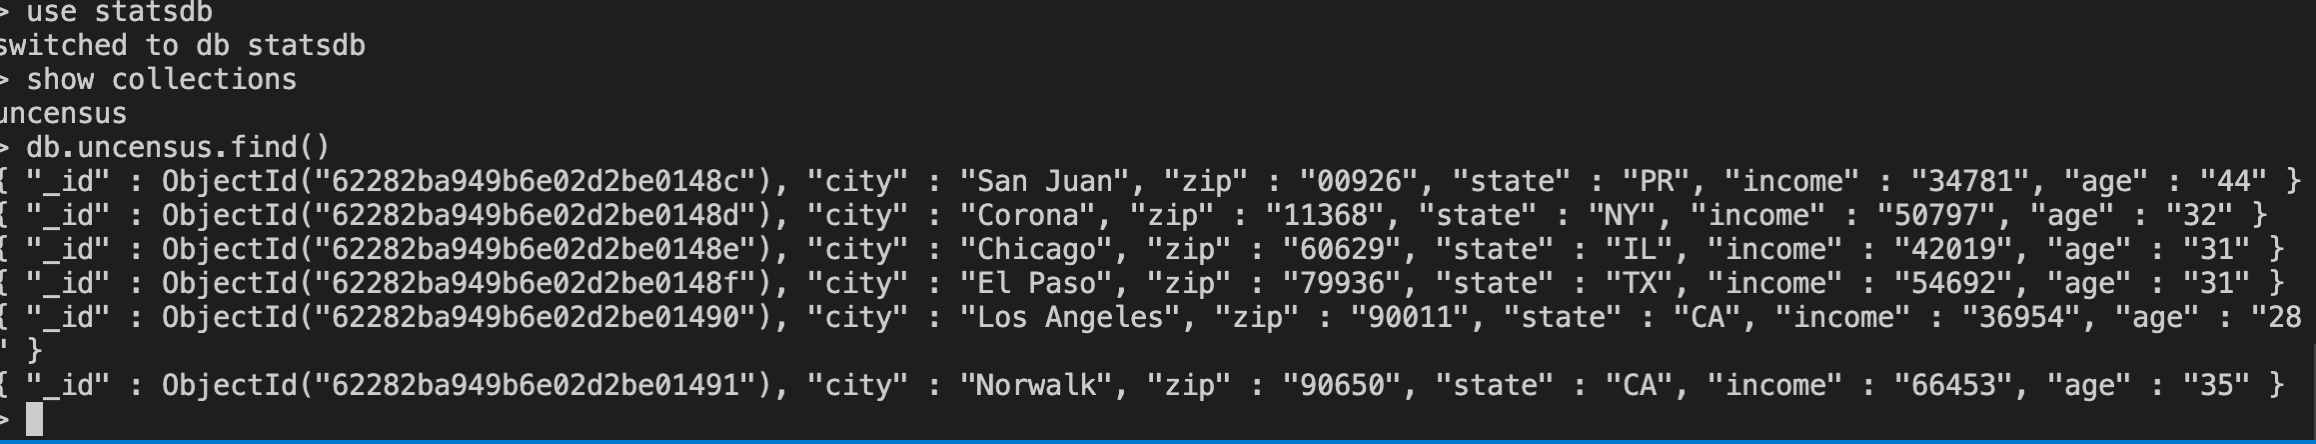 > use statsdb
switched to db statsdb
> show collections
uncensus
> db.uncensus.find()
{ "_id" : ObjectId("62282ba949b6e02d2be0148c"), "city" : "San Juan", "zip" : "00926", "state" : "PR", "income" : "34781", "age" : "44" }
{ "_id" : ObjectId("62282ba949b6e02d2be0148d"), "city" : "Corona", "zip" : "11368", "state" : "NY", "income" : "50797", "age" : "32" }
{ "_id" : ObjectId("62282ba949b6e02d2be0148e"), "city" : "Chicago", "zip" : "60629", "state" : "IL", "income" : "42019", "age" : "31" }
{ "_id" : ObjectId("62282ba949b6e02d2be0148f"), "city" : "El Paso", "zip" : "79936", "state" : "TX", "income" : "54692", "age" : "31" }
{ "_id" : ObjectId("62282ba949b6e02d2be01490"), "city" : "Los Angeles", "zip" : "90011", "state" : "CA", "income" : "36954", "age" : "28
" }
{ "_id" : ObjectId("62282ba949b6e02d2be01491"), "city" : "Norwalk", "zip" : "90650", "state" : "CA", "income" : "66453", "age" : "35" }
>